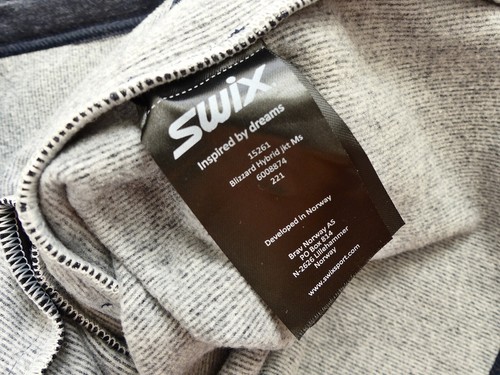 Swix
Inspired by dreams
15261
Blizzard Hybrid jkt Ms
6008874
221
Developed in Norway
Brav Norway AS
PO Box 614
N-2626 Lillehammer
Norway
www.swixsport.com